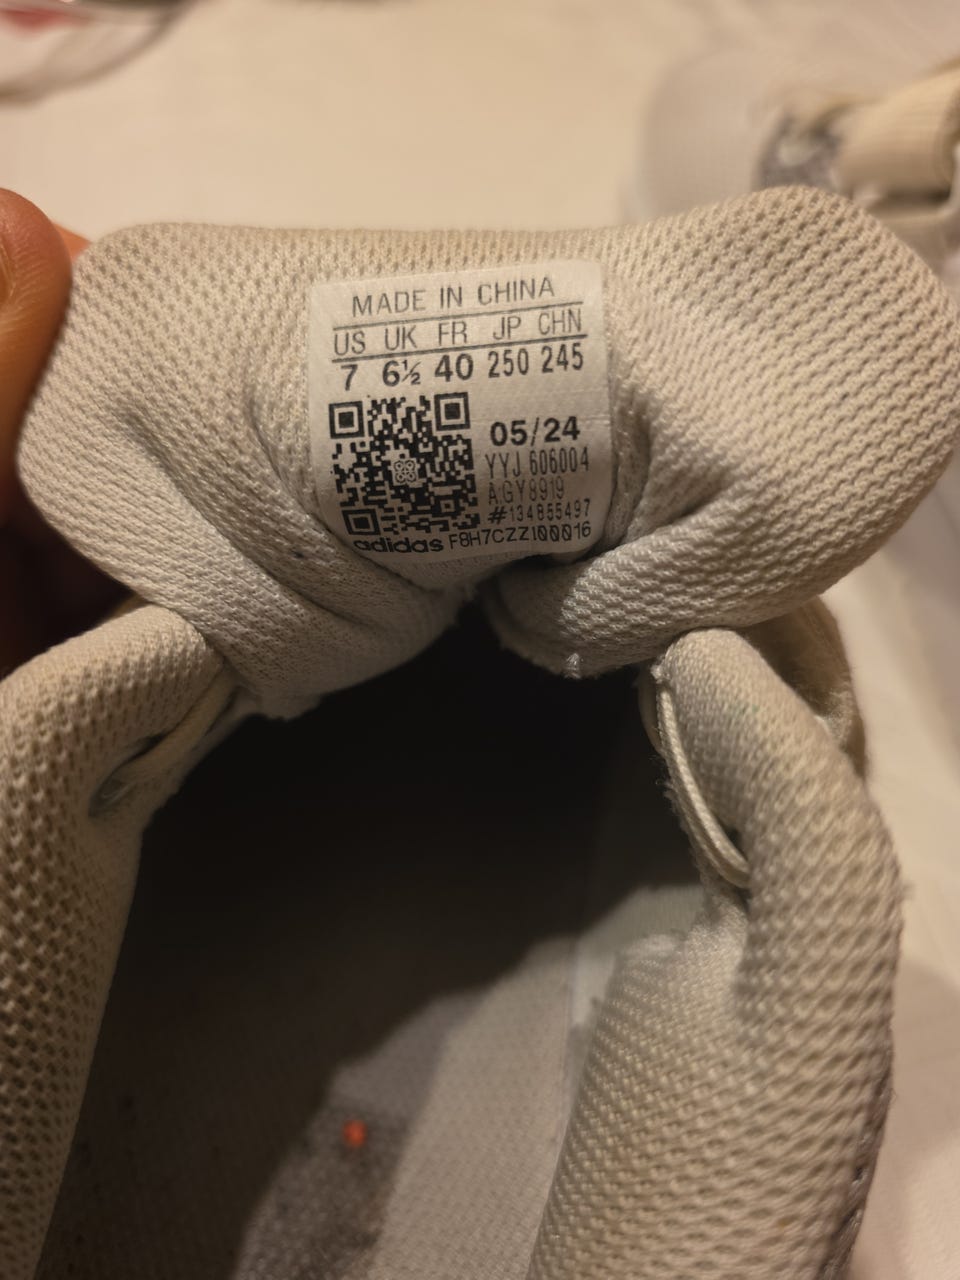 MADE IN CHINA
US UK FR JP CHN
7 6½ 40 250 245
05/24
YYJ 606004
AGY8919
#134855497
adidas F8H7CZZI00016